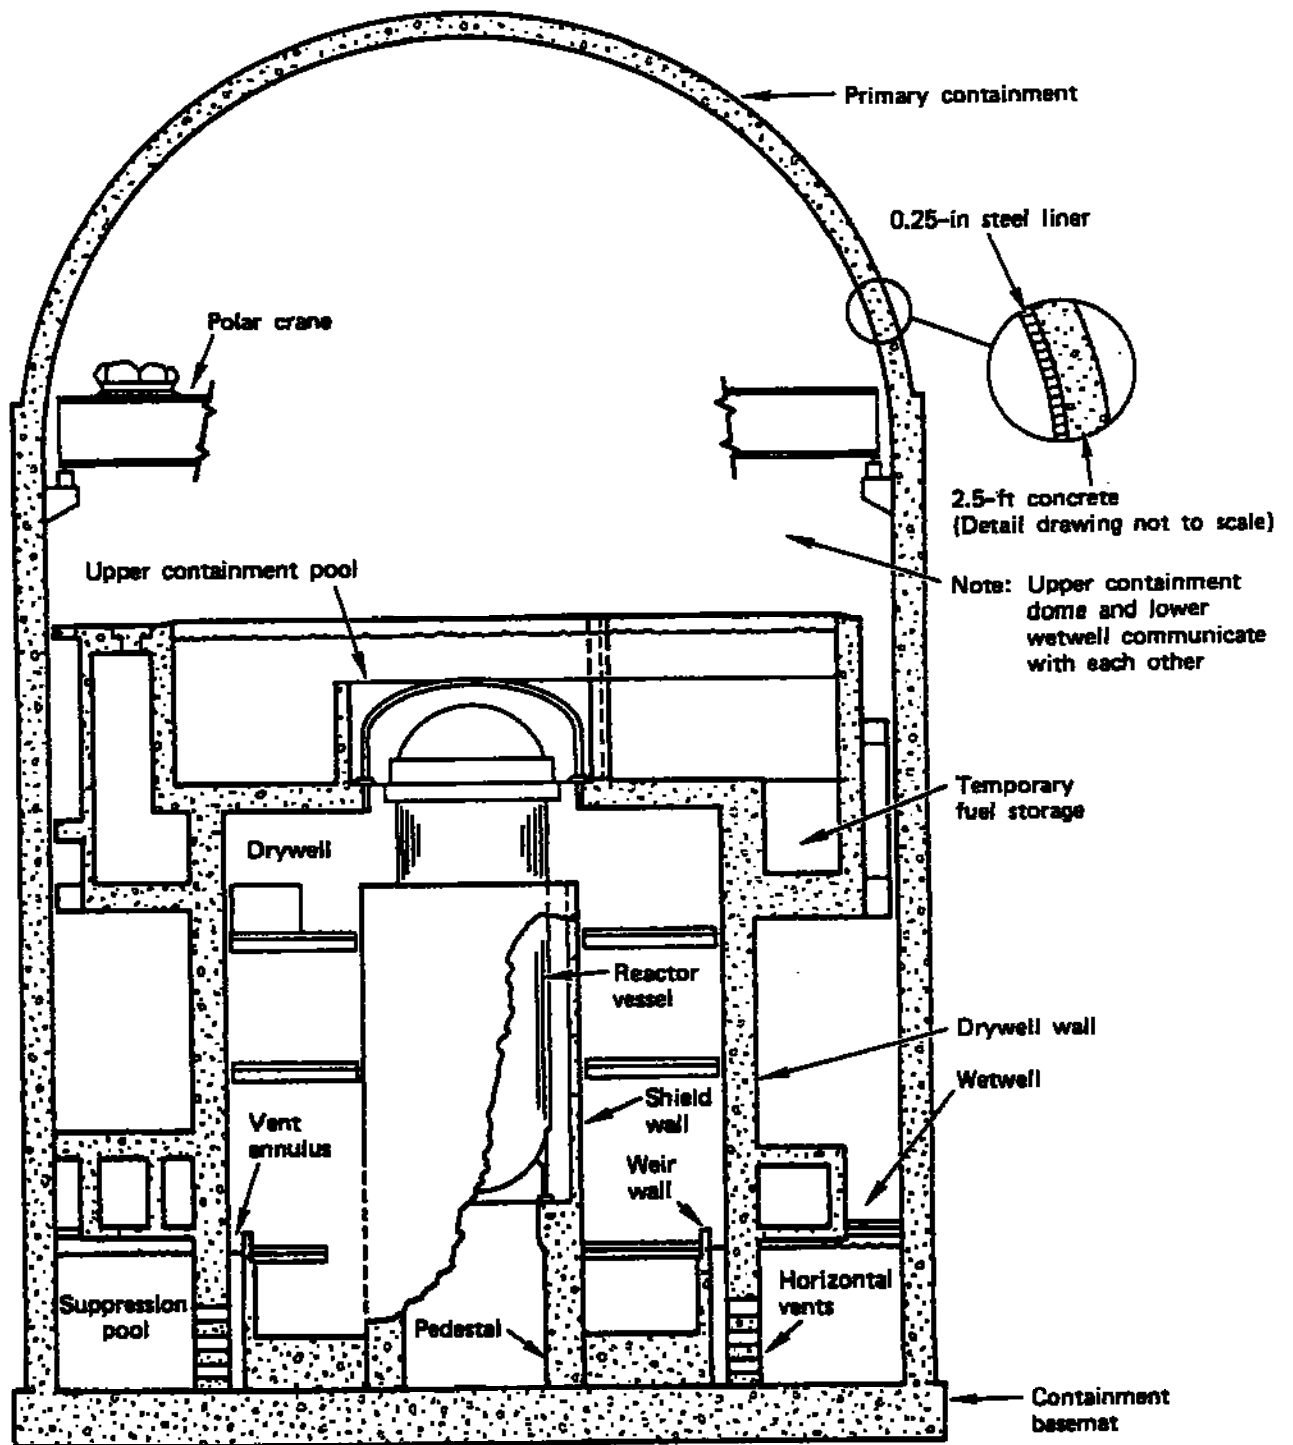 Primary containment
0.25-in steel liner
Polar crane
2.5-ft concrete
(Detail drawing not to scale)
Upper containment pool
Note: Upper containment
dome and lower
wetwell communicate
with each other
Temporary
fuel storage
Drywell
Reactor
vessel
Drywell wall
Wetwell
Shield
wall
Vent
annulus
Weir
wall
Horizontal
vents
Suppression
pool
Pedestal
Containment
basemat